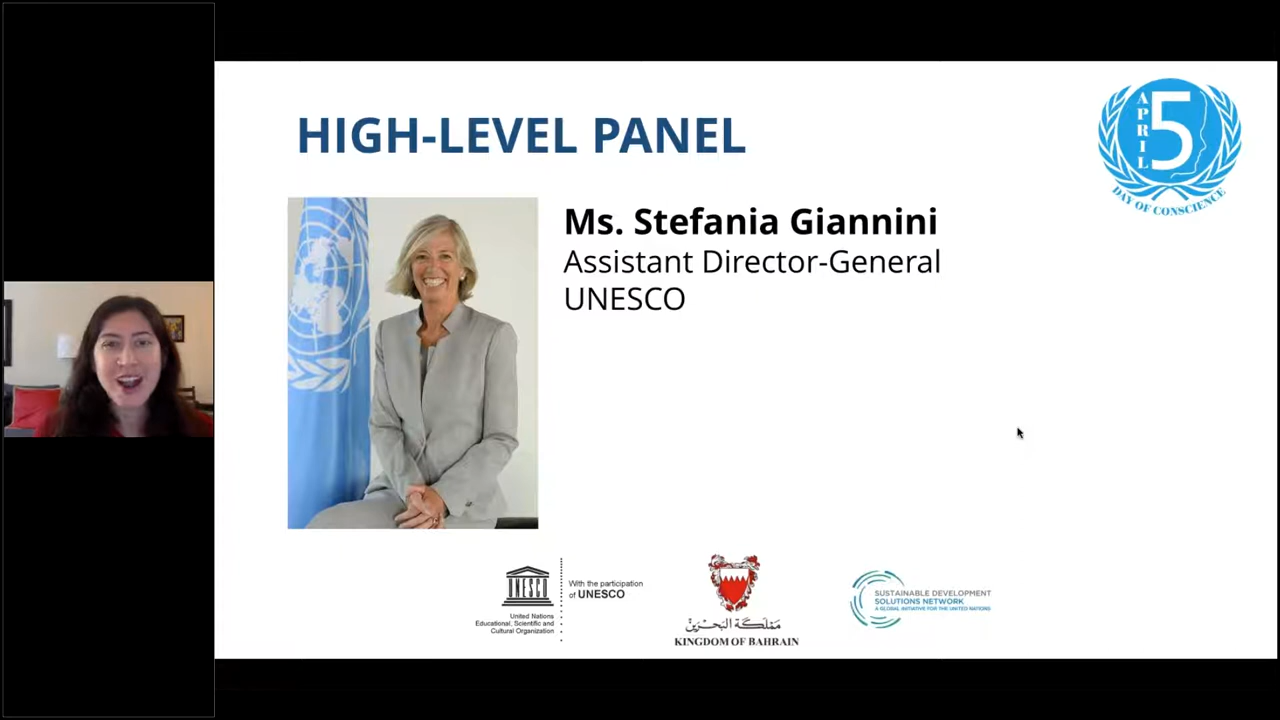 HIGH-LEVEL PANEL
APRIL
5
DAY OF CONSCIENCE
Ms. Stefania Giannini
Assistant Director-General
UNESCO
UNESCO
United Nations
Educational, Scientific and
Cultural Organization
With the participation
of UNESCO
مملكة البحرين
KINGDOM OF BAHRAIN
SUSTAINABLE DEVELOPMENT
SOLUTIONS NETWORK
A GLOBAL INITIATIVE FOR THE UNITED NATIONS